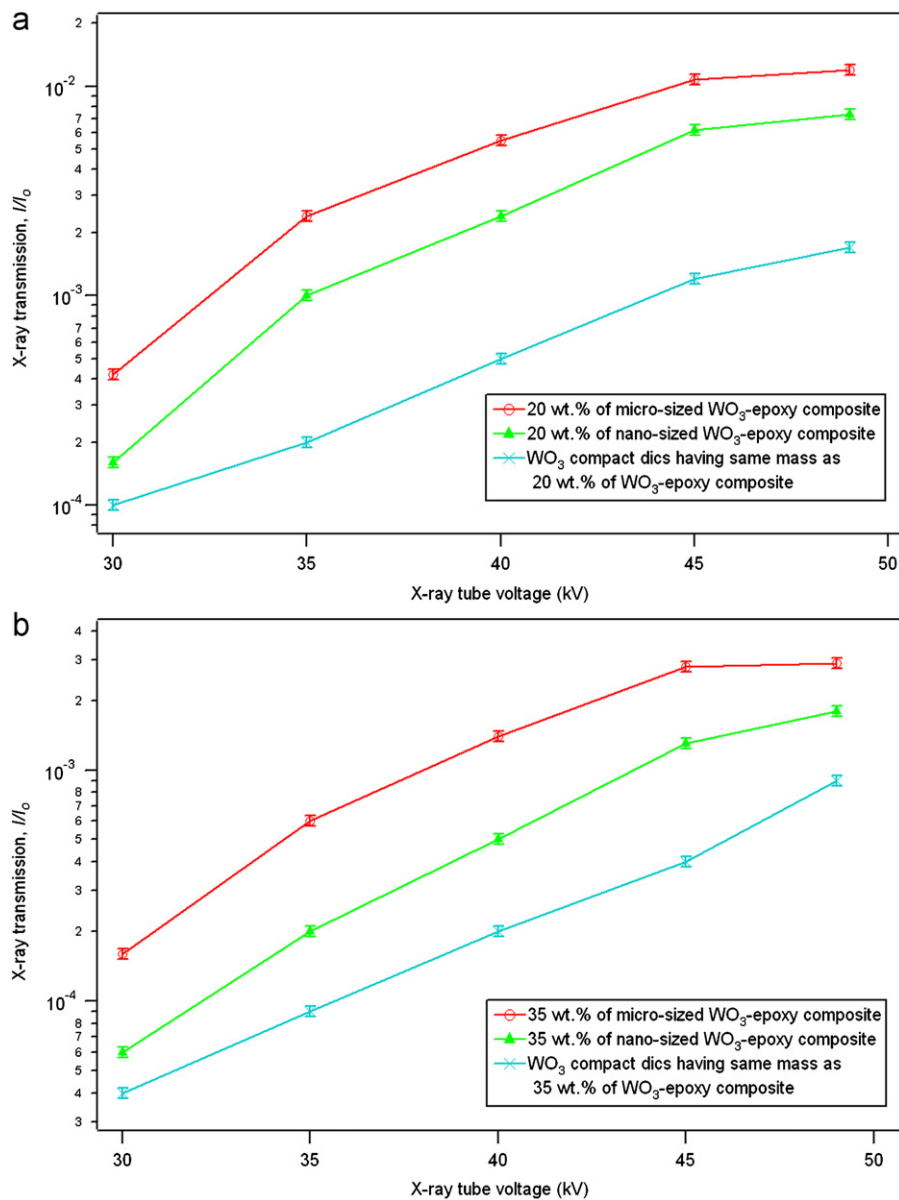 a
X-ray transmission, I/Io
2
10⁻²
7
6
5
4
3
2
10⁻³
7
6
5
4
3
2
10⁻⁴
30 35 40 45 50
X-ray tube voltage (kV)
20 wt.% of micro-sized WO₃-epoxy composite
20 wt.% of nano-sized WO₃-epoxy composite
WO₃ compact dics having same mass as
20 wt.% of WO₃-epoxy composite
b
X-ray transmission, I/Io
4
3
2
10⁻³
8
7
6
5
4
3
2
10⁻⁴
8
7
6
5
4
3
30 35 40 45 50
X-ray tube voltage (kV)
35 wt.% of micro-sized WO₃-epoxy composite
35 wt.% of nano-sized WO₃-epoxy composite
WO₃ compact dics having same mass as
35 wt.% of WO₃-epoxy composite